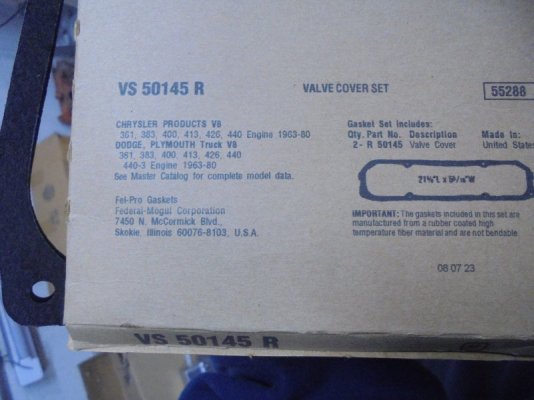 VS 50145 R
VALVE COVER SET
55288
CHRYSLER PRODUCTS V8
361, 383, 400, 413, 426, 440 Engine 1963-80
DODGE, PLYMOUTH Truck V8
361, 383, 400, 413, 426, 440
440-3 Engine 1963-80
See Master Catalog for complete model data.
Fel-Pro Gaskets
Federal-Mogul Corporation
7450 N. McCormick Blvd.
Skokie, Illinois 60076-8103, U.S.A.
Gasket Set includes:
Qty. Part No. Description
2- R 50145 Valve Cover
Made in:
United States
IMPORTANT: The gaskets included in this set are
manufactured from a rubber coated high
temperature fiber material and are not bendable.
08 07 23
VS 50145 R